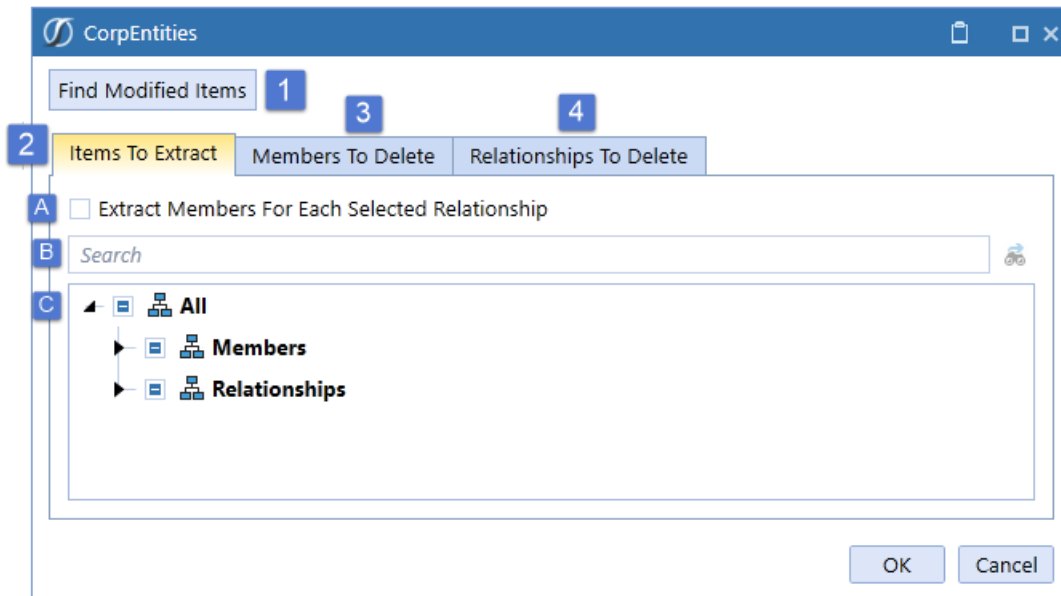 CorpEntities
Find Modified Items 1
3 4
2 Items To Extract Members To Delete Relationships To Delete
A Extract Members For Each Selected Relationship
B Search
C All
Members
Relationships
OK Cancel